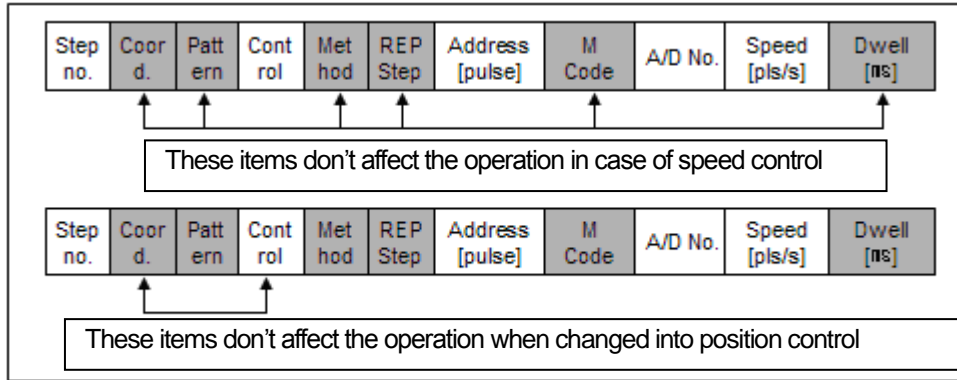 Step no. Coor d. Patt ern Cont rol Met hod REP Step Address [pulse] M Code A/D No. Speed [pls/s] Dwell [ms]
These items don't affect the operation in case of speed control
Step no. Coor d. Patt ern Cont rol Met hod REP Step Address [pulse] M Code A/D No. Speed [pls/s] Dwell [ms]
These items don't affect the operation when changed into position control